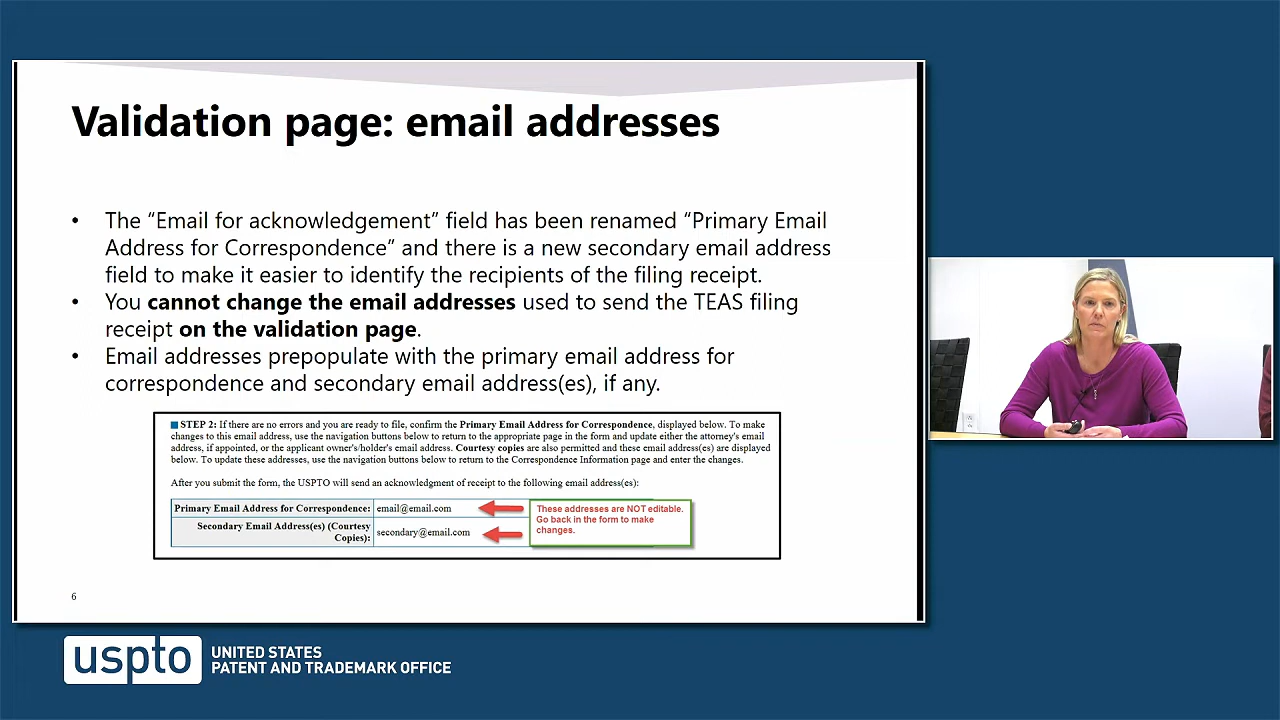 Validation page: email addresses
• The “Email for acknowledgement” field has been renamed “Primary Email
Address for Correspondence” and there is a new secondary email address
field to make it easier to identify the recipients of the filing receipt.
• You cannot change the email addresses used to send the TEAS filing
receipt on the validation page.
• Email addresses prepopulate with the primary email address for
correspondence and secondary email address(es), if any.
STEP 2: If there are no errors and you are ready to file, confirm the Primary Email Address for Correspondence, displayed below. To make
changes to this email address, use the navigation buttons below to return to the appropriate page in the form and update either the attorney's email
address, if appointed, or the applicant owner's/holder's email address. Courtesy copies are also permitted and these email address(es) are displayed
below. To update these addresses, use the navigation buttons below to return to the Correspondence Information page and enter the changes.
After you submit the form, the USPTO will send an acknowledgment of receipt to the following email address(es):
Primary Email Address for Correspondence: email@email.com
Secondary Email Address(es) (Courtesy
Copies): secondary@email.com
These addresses are NOT editable.
Go back in the form to make
changes.
6
uspto
UNITED STATES
PATENT AND TRADEMARK OFFICE